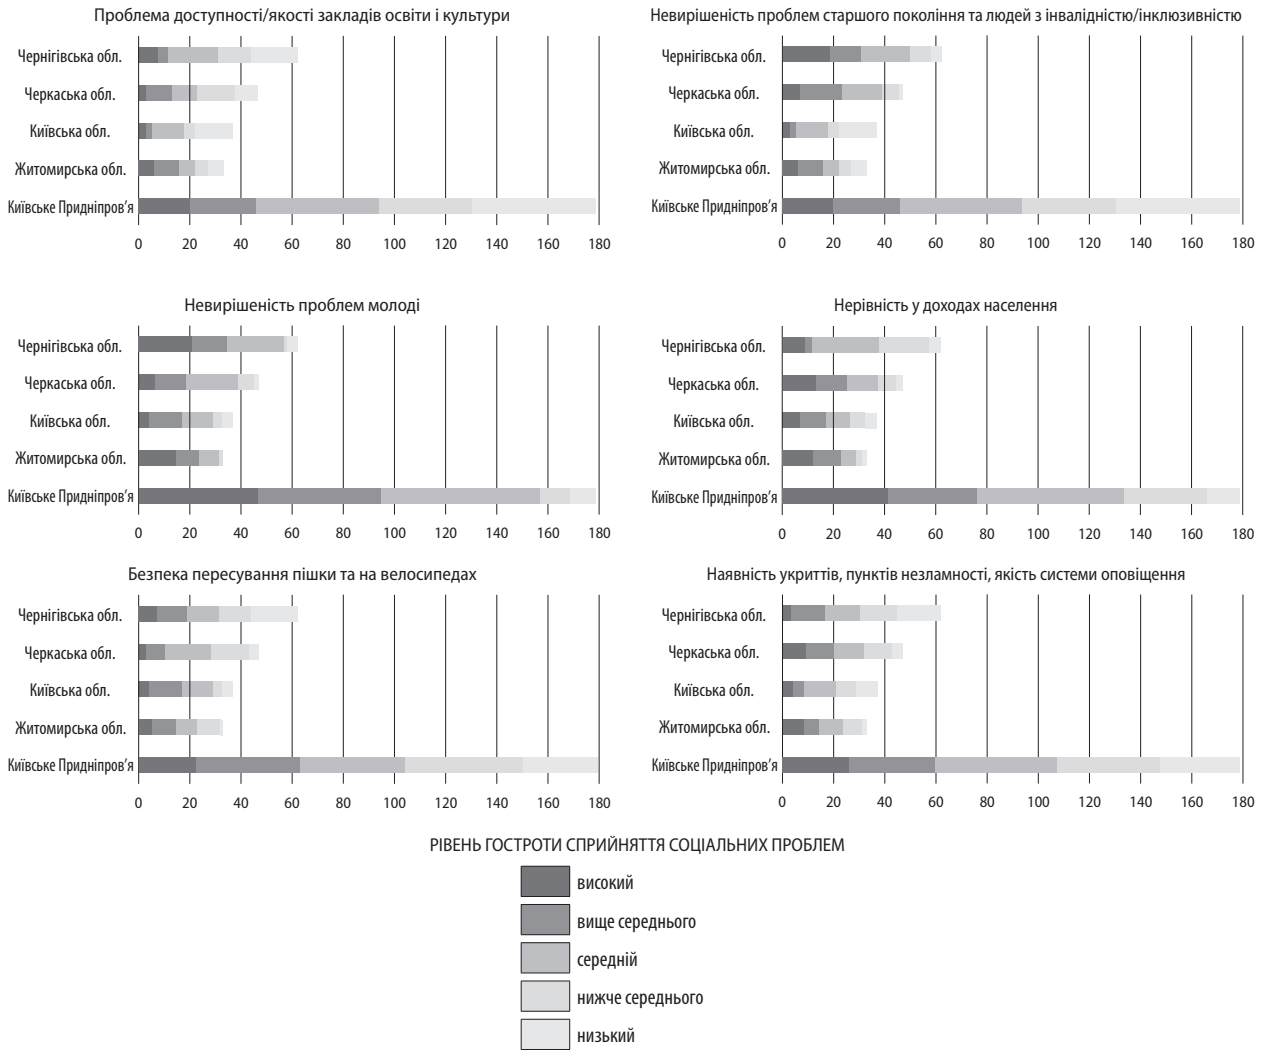 Проблема доступності/якості закладів освіти і культури
Чернігівська обл.
Черкаська обл.
Київська обл.
Житомирська обл.
Київське Придніпров’я
0 20 40 60 80 100 120 140 160 180
Невирішеність проблем старшого покоління та людей з інвалідністю/інклюзивністю
Чернігівська обл.
Черкаська обл.
Київська обл.
Житомирська обл.
Київське Придніпров’я
0 20 40 60 80 100 120 140 160 180
Невирішеність проблем молоді
Чернігівська обл.
Черкаська обл.
Київська обл.
Житомирська обл.
Київське Придніпров’я
0 20 40 60 80 100 120 140 160 180
Нерівність у доходах населення
Чернігівська обл.
Черкаська обл.
Київська обл.
Житомирська обл.
Київське Придніпров’я
0 20 40 60 80 100 120 140 160 180
Безпека пересування пішки та на велосипедах
Чернігівська обл.
Черкаська обл.
Київська обл.
Житомирська обл.
Київське Придніпров’я
0 20 40 60 80 100 120 140 160 180
Наявність укриттів, пунктів незламності, якість системи оповіщення
Чернігівська обл.
Черкаська обл.
Київська обл.
Житомирська обл.
Київське Придніпров’я
0 20 40 60 80 100 120 140 160 180
РІВЕНЬ ГОСТРОТИ СПРИЙНЯТТЯ СОЦІАЛЬНИХ ПРОБЛЕМ
високий
вище середнього
середній
нижче середнього
низький